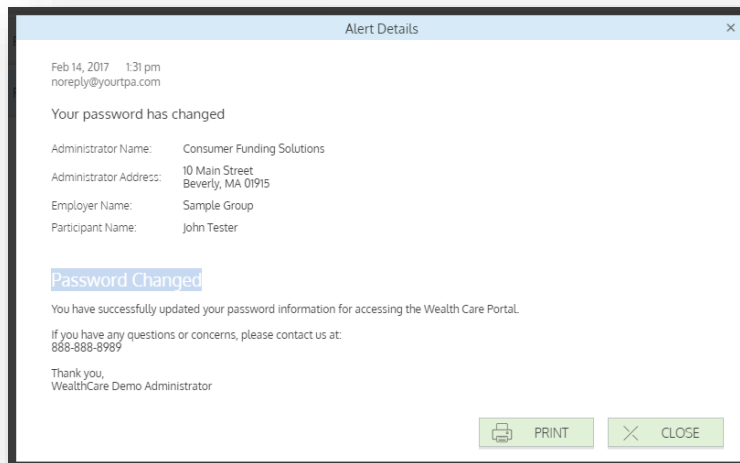 Alert Details
Feb 14, 2017 1:31 pm
noreply@yourtpa.com
Your password has changed
Administrator Name: Consumer Funding Solutions
Administrator Address: 10 Main Street
Beverly, MA 01915
Employer Name: Sample Group
Participant Name: John Tester
Password Changed
You have successfully updated your password information for accessing the Wealth Care Portal.
If you have any questions or concerns, please contact us at:
888-888-8989
Thank you,
WealthCare Demo Administrator
PRINT CLOSE